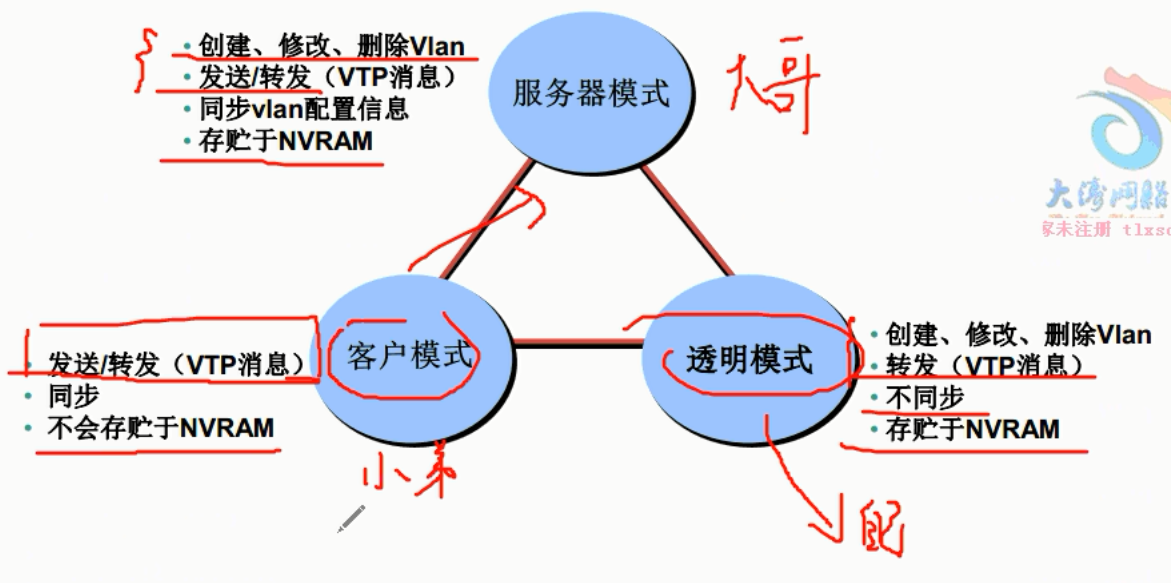 • 创建、修改、删除Vlan
• 发送/转发（VTP消息）
• 同步vlan配置信息
• 存贮于NVRAM
服务器模式
大哥
大涛网络
家未注册 tlxso
• 发送/转发（VTP消息）
• 同步
• 不会存贮于NVRAM
客户模式
小弟
透明模式
• 创建、修改、删除Vlan
• 转发（VTP消息）
• 不同步
• 存贮于NVRAM